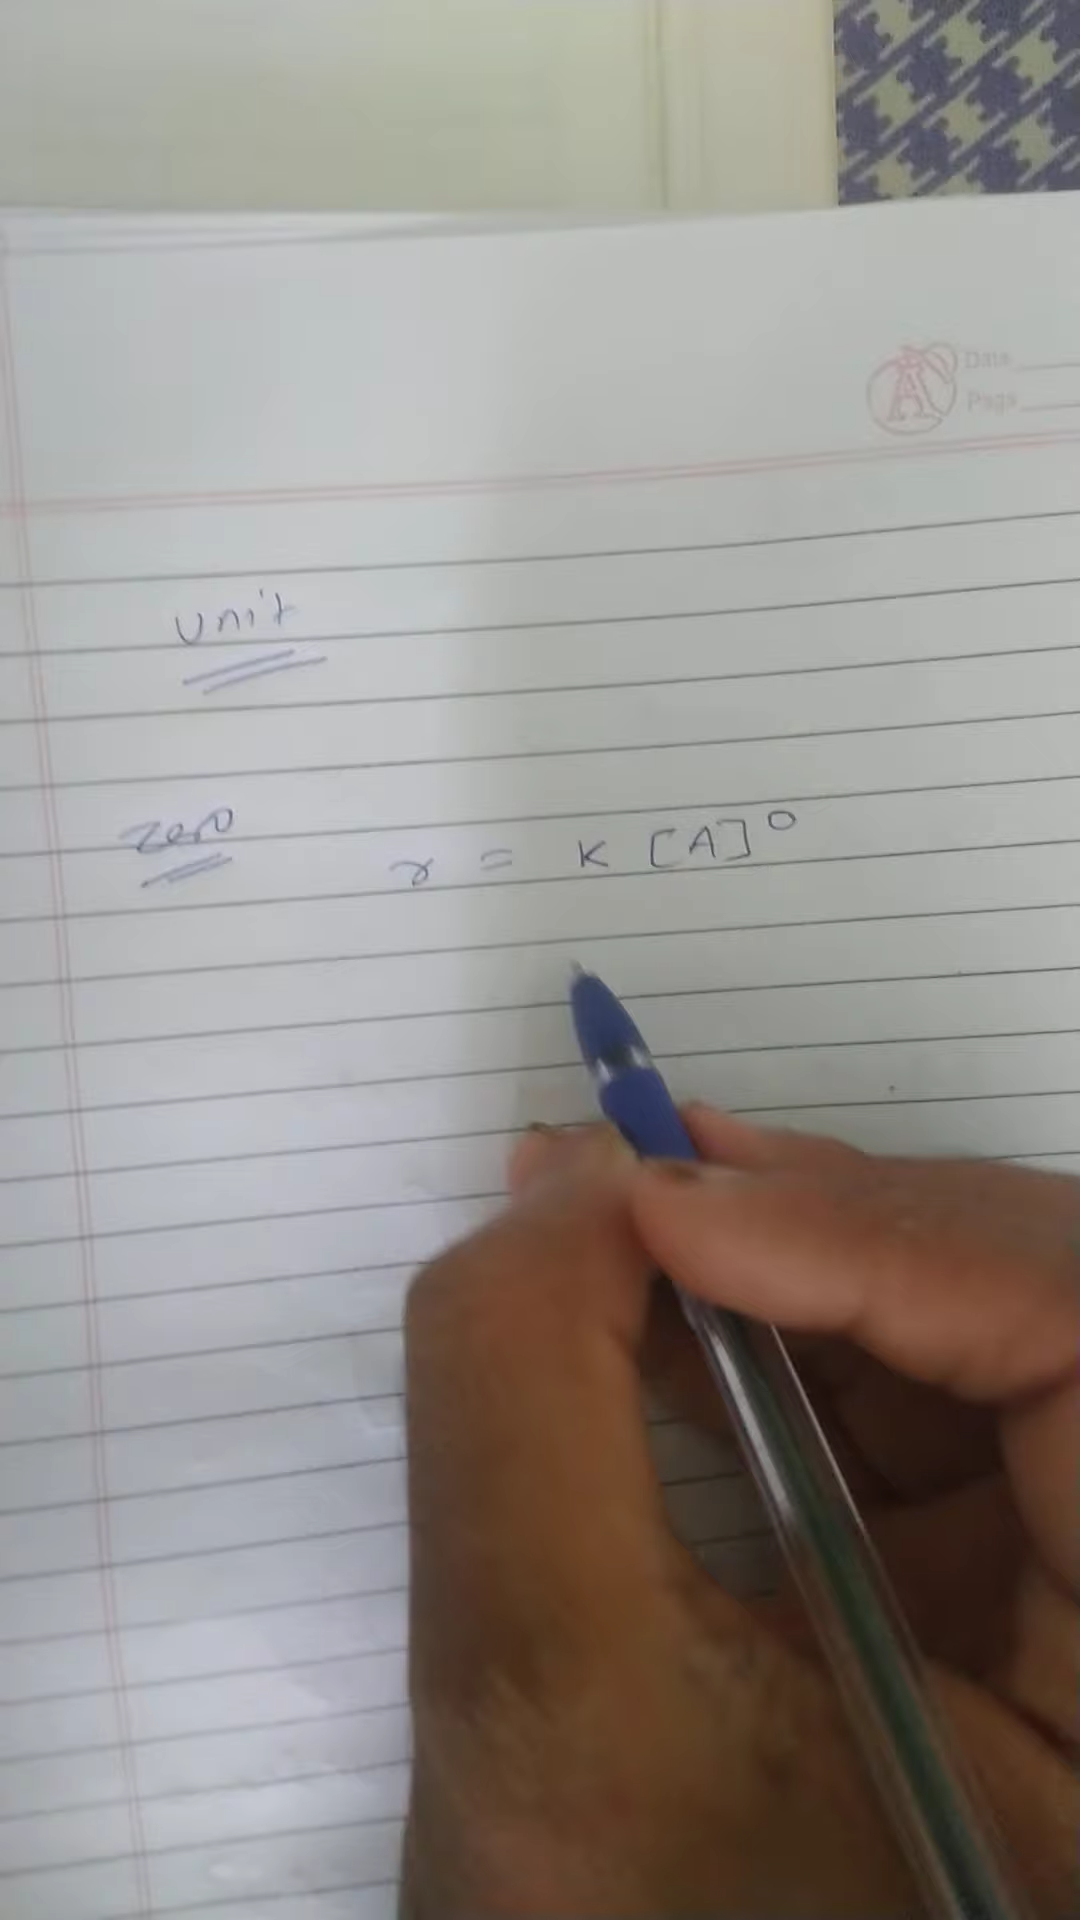 A Date
Page
Unit
Zero r = K [A]⁰